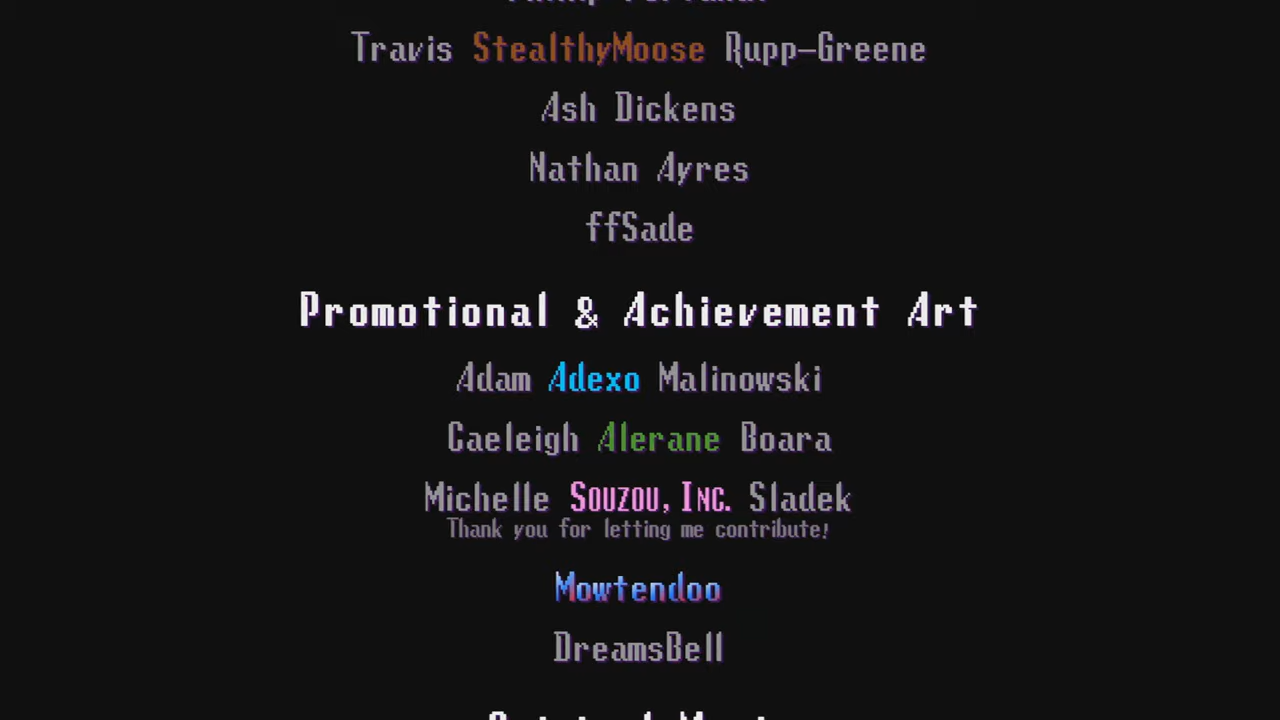 Travis StealthyMoose Rupp-Greene
Ash Dickens
Nathan Ayres
ffSade
Promotional & Achievement Art
Adam Adexo Malinowski
Caeleigh Alerane Boara
Michelle Souzou, Inc. Sladek
Thank you for letting me contribute!
Mowtendoo
DreamsBell